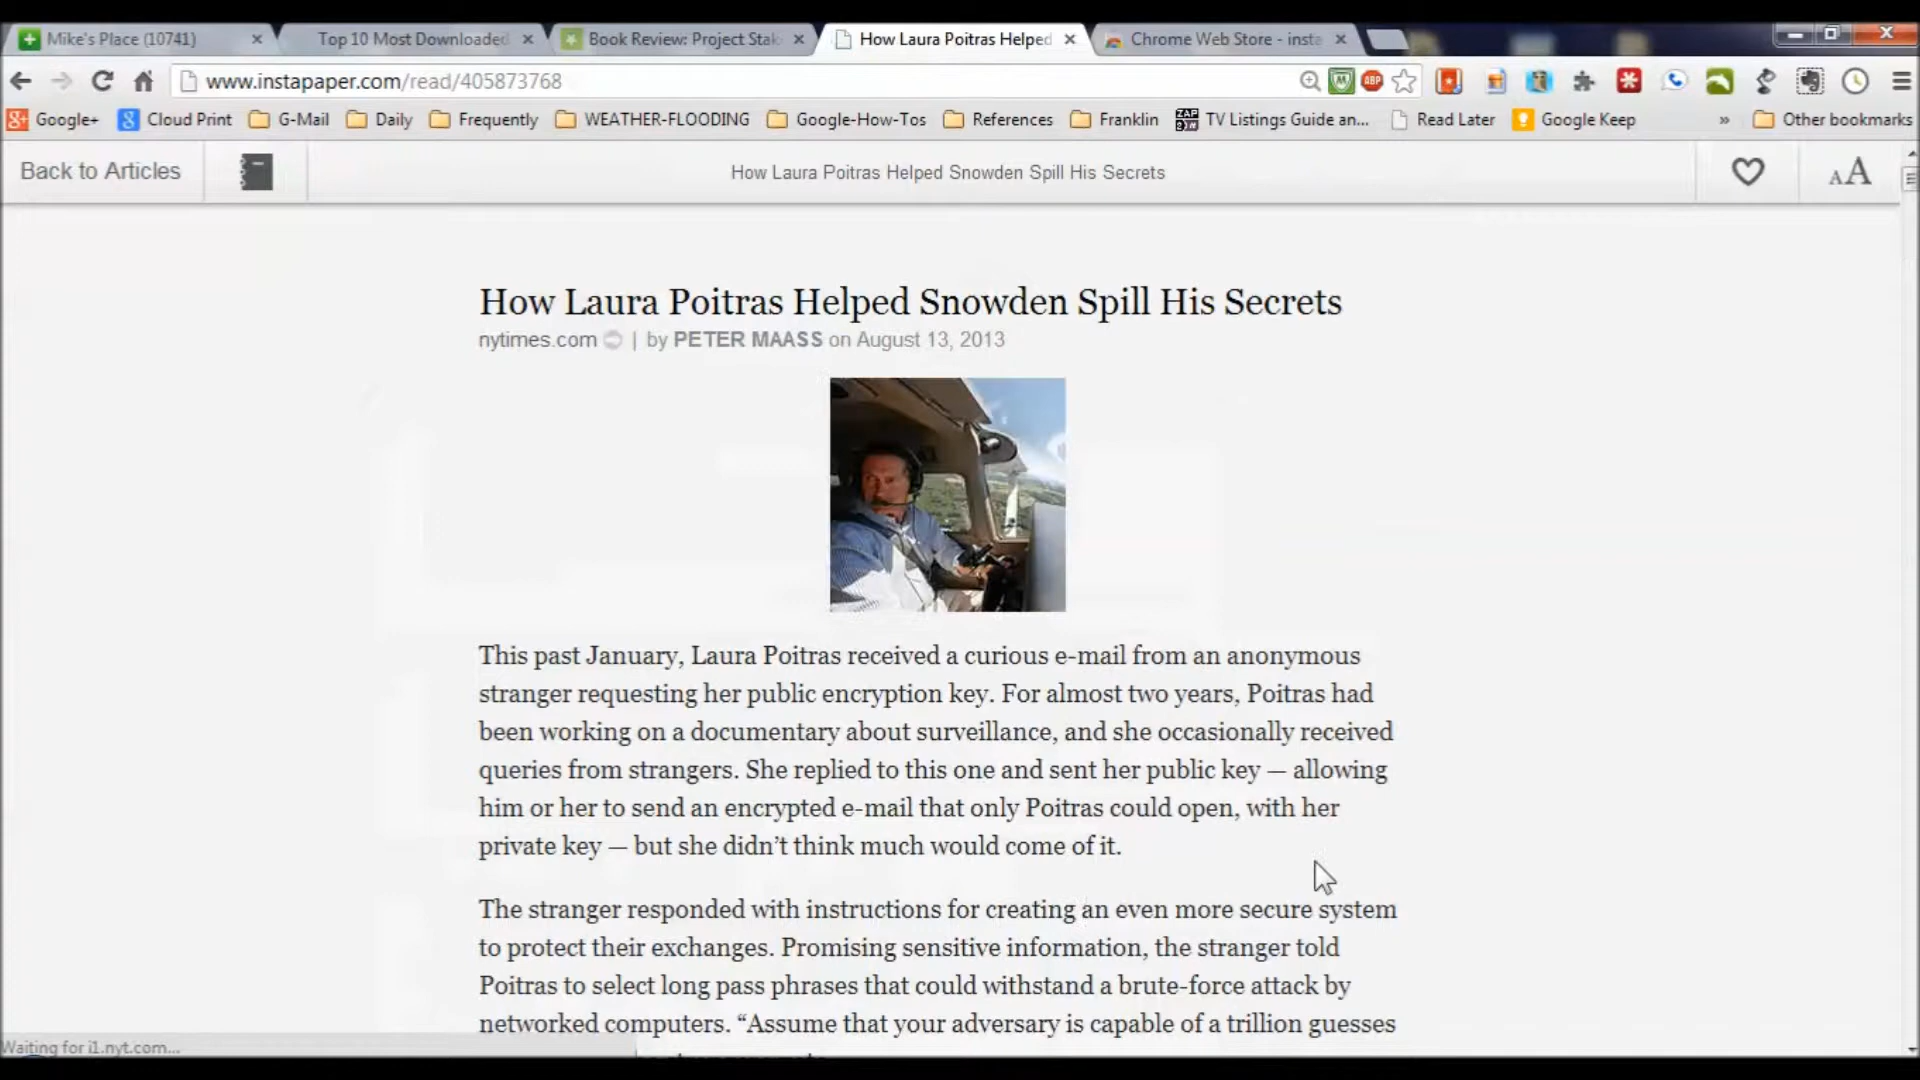 Mike's Place (10741)
Top 10 Most Downloaded
Book Review: Project Stak
How Laura Poitras Helped
Chrome Web Store - insta
www.instapaper.com/read/405873768
ABP
Google+
Cloud Print
G-Mail
Daily
Frequently
WEATHER-FLOODING
Google-How-Tos
References
Franklin
TV Listings Guide an...
Read Later
Google Keep
»
Other bookmarks
Back to Articles
How Laura Poitras Helped Snowden Spill His Secrets
AA
How Laura Poitras Helped Snowden Spill His Secrets
nytimes.com | by PETER MAASS on August 13, 2013
This past January, Laura Poitras received a curious e-mail from an anonymous
stranger requesting her public encryption key. For almost two years, Poitras had
been working on a documentary about surveillance, and she occasionally received
queries from strangers. She replied to this one and sent her public key — allowing
him or her to send an encrypted e-mail that only Poitras could open, with her
private key — but she didn’t think much would come of it.
The stranger responded with instructions for creating an even more secure system
to protect their exchanges. Promising sensitive information, the stranger told
Poitras to select long pass phrases that could withstand a brute-force attack by
networked computers. “Assume that your adversary is capable of a trillion guesses
Waiting for i1.nyt.com...